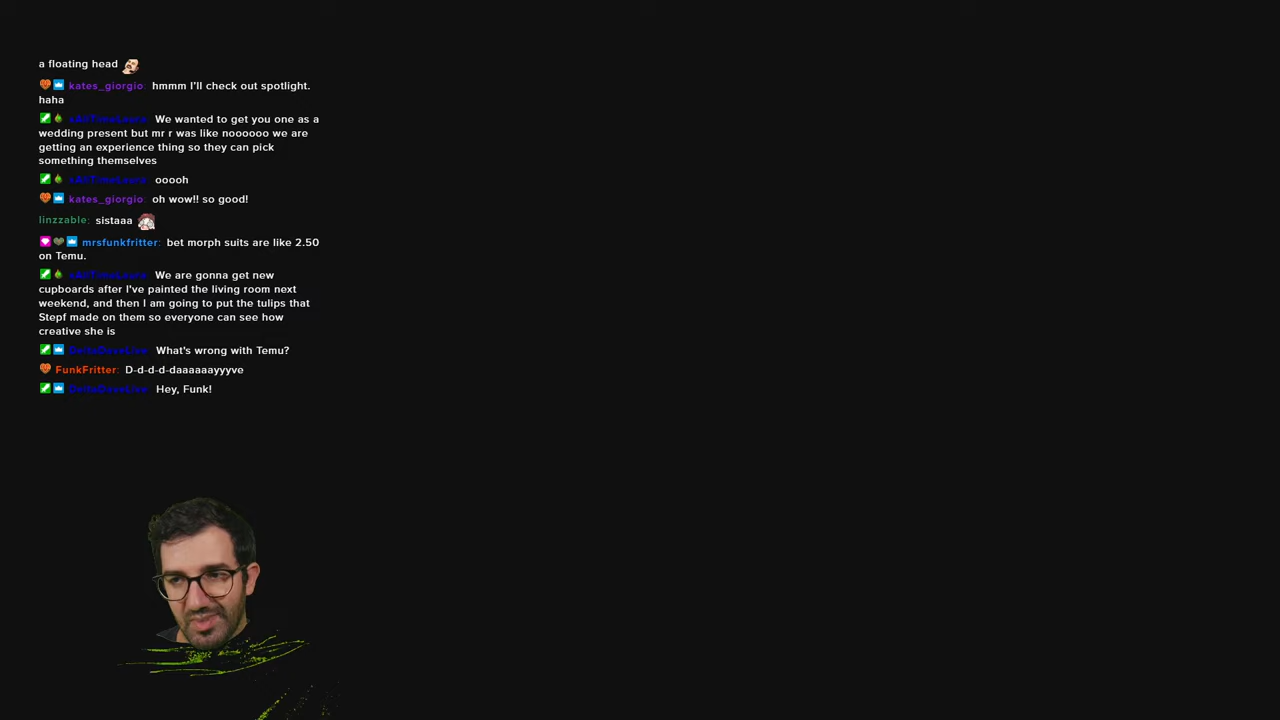 a floating head
kates_giorgio: hmmm I'll check out spotlight.
haha
xAllTimeLaura: We wanted to get you one as a
wedding present but mr r was like noooooo we are
getting an experience thing so they can pick
something themselves
xAllTimeLaura: ooooh
kates_giorgio: oh wow!! so good!
linzzable: sistaaa
mrsfunkfritter: bet morph suits are like 2.50
on Temu.
xAllTimeLaura: We are gonna get new
cupboards after I've painted the living room next
weekend, and then I am going to put the tulips that
Stepf made on them so everyone can see how
creative she is
DeltaDaveLive: What's wrong with Temu?
FunkFritter: D-d-d-d-daaaaaayyyve
DeltaDaveLive: Hey, Funk!